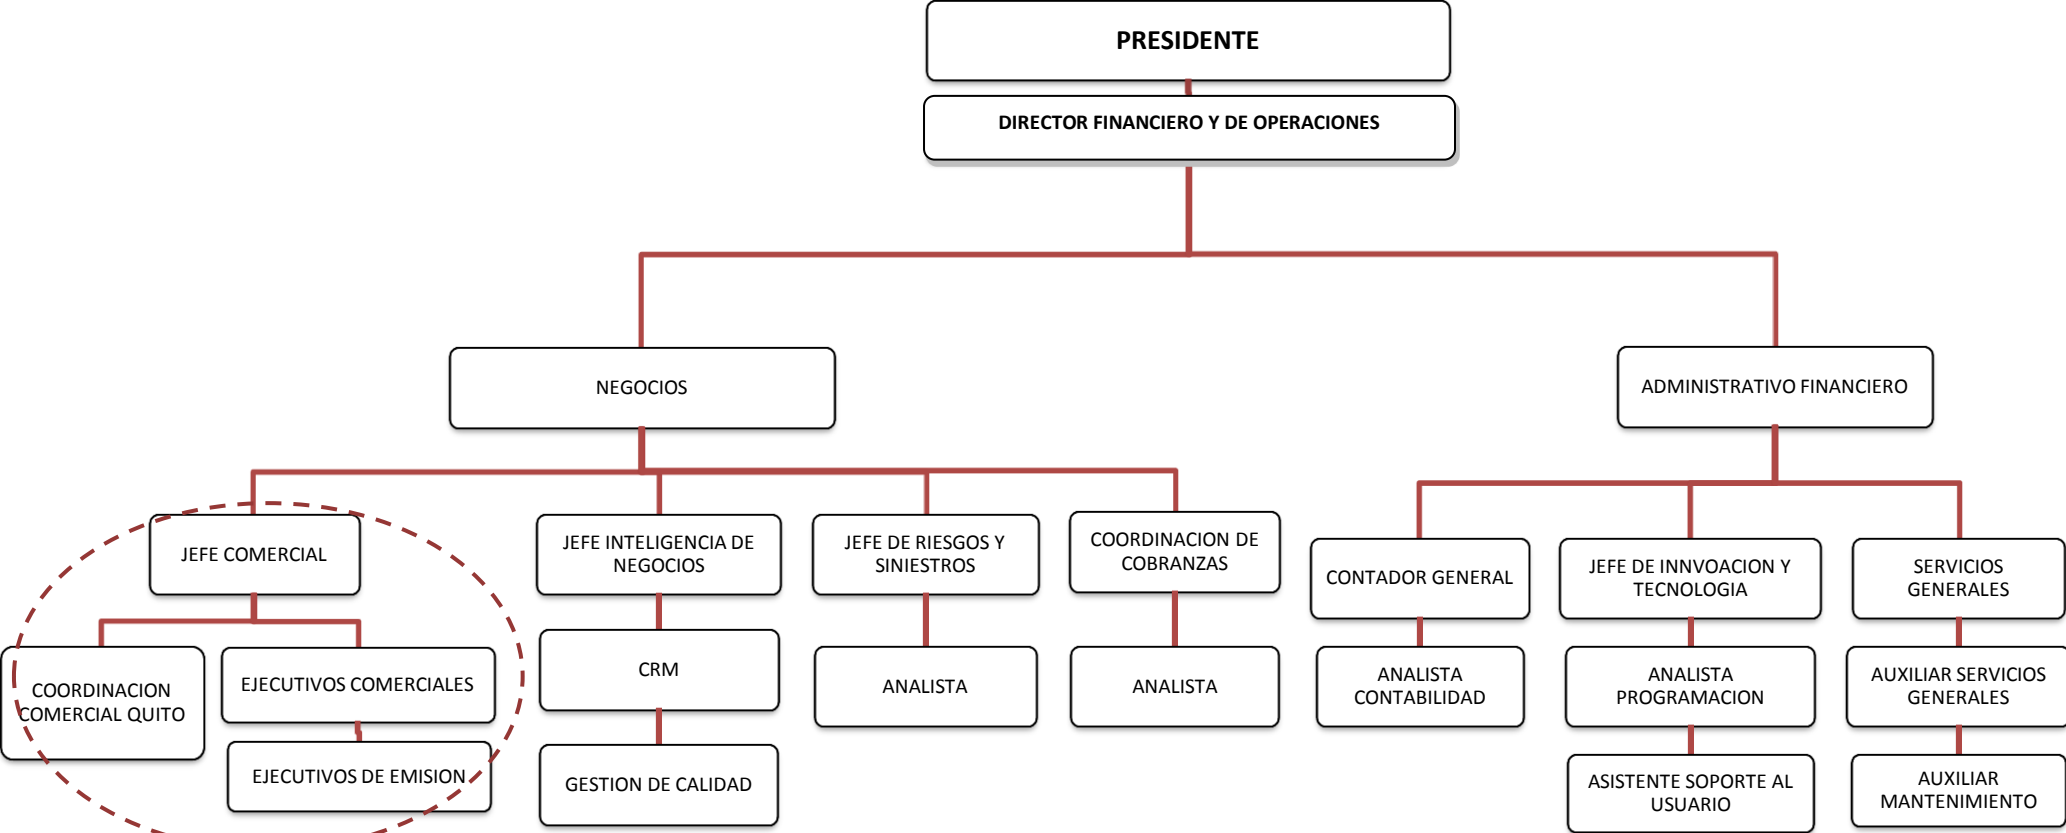 PRESIDENTE
DIRECTOR FINANCIERO Y DE OPERACIONES
NEGOCIOS
ADMINISTRATIVO FINANCIERO
JEFE COMERCIAL
JEFE INTELIGENCIA DE
NEGOCIOS
JEFE DE RIESGOS Y
SINIESTROS
COORDINACION DE
COBRANZAS
CONTADOR GENERAL
JEFE DE INNVOACION Y
TECNOLOGIA
SERVICIOS
GENERALES
COORDINACION
COMERCIAL QUITO
EJECUTIVOS COMERCIALES
CRM
ANALISTA
ANALISTA
ANALISTA
CONTABILIDAD
ANALISTA
PROGRAMACION
AUXILIAR SERVICIOS
GENERALES
EJECUTIVOS DE EMISION
GESTION DE CALIDAD
ASISTENTE SOPORTE AL
USUARIO
AUXILIAR
MANTENIMIENTO